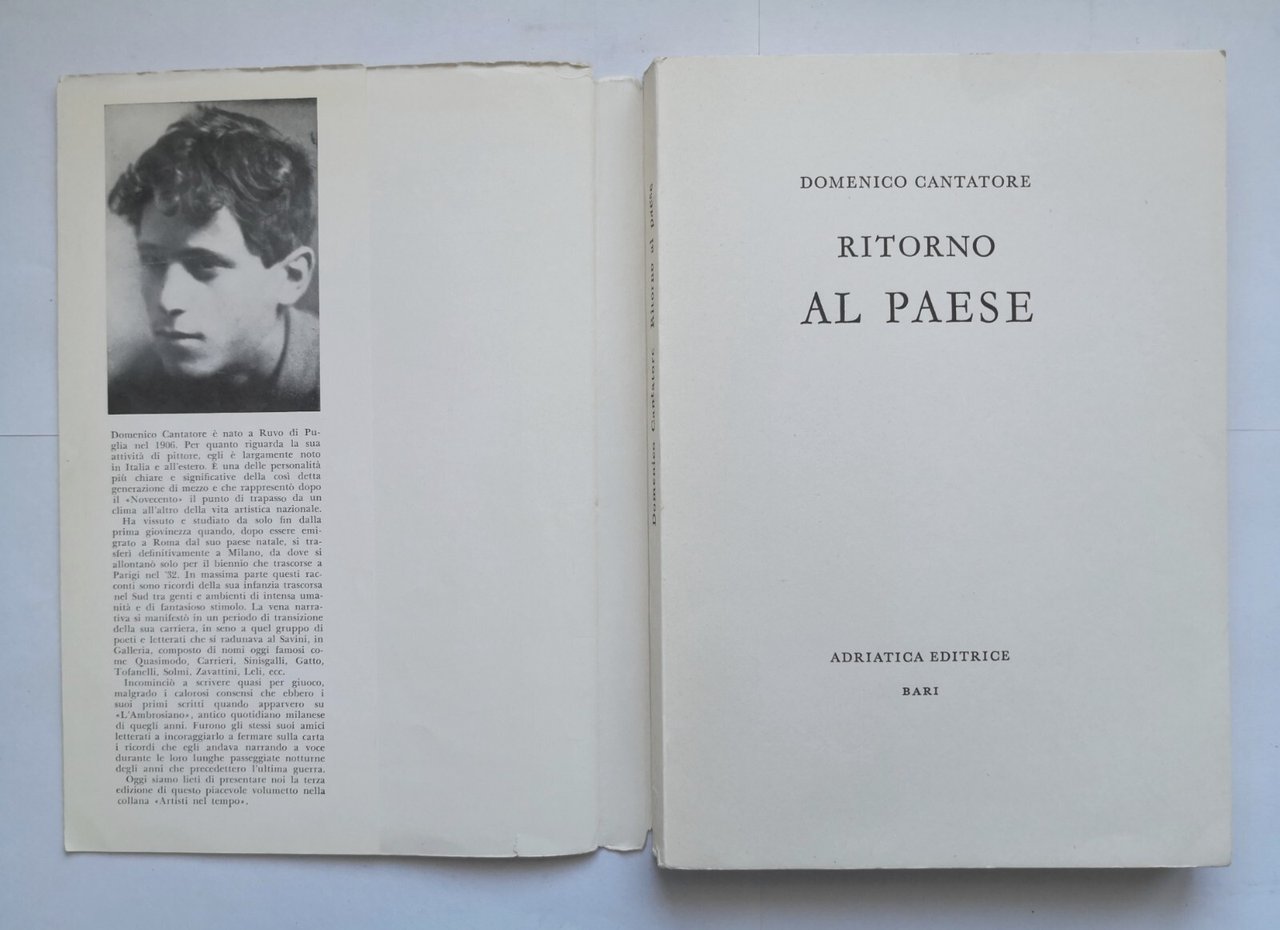 Domenico Cantatore è nato a Ruvo di Pu-
glia nel 1906. Per quanto riguarda la sua
attività di pittore, egli è largamente noto
in Italia e all'estero. È una delle personalità
più chiare e significative della così detta
generazione di mezzo e che rappresentò dopo
il «Novecento» il punto di trapasso da un
clima all'altro della vita artistica nazionale.
Ha vissuto e studiato da solo fin dalla
prima giovinezza quando, dopo essere emi-
grato a Roma dal suo paese natale, si tra-
sferì definitivamente a Milano, da dove si
allontanò solo per il biennio che trascorse a
Parigi nel '32. In massima parte questi rac-
conti sono ricordi della sua infanzia trascorsa
nel Sud tra genti e ambienti di intensa uma-
nità e di fantasioso stimolo. La vena narra-
tiva si manifestò in un periodo di transizione
della sua carriera, in seno a quel gruppo di
poeti e letterati che si radunava al Savini, in
Galleria, composto di nomi oggi famosi co-
me Quasimodo, Carrieri, Sinisgalli, Gatto,
Tofanelli, Solmi, Zavattini, Leli, ecc.
Incominciò a scrivere quasi per giuoco,
malgrado i calorosi consensi che ebbero i
suoi primi scritti quando apparvero su
«L'Ambrosiano», antico quotidiano milanese
di quegli anni. Furono gli stessi suoi amici
letterati a incoraggiarlo a fermare sulla carta
i ricordi che egli andava narrando a voce
durante le loro lunghe passeggiate notturne
degli anni che precedettero l'ultima guerra.
Oggi siamo lieti di presentare noi la terza
edizione di questo piacevole volumetto nella
collana «Artisti nel tempo».
Domenico Cantatore Ritorno al paese
DOMENICO CANTATORE
RITORNO
AL PAESE
ADRIATICA EDITRICE
BARI